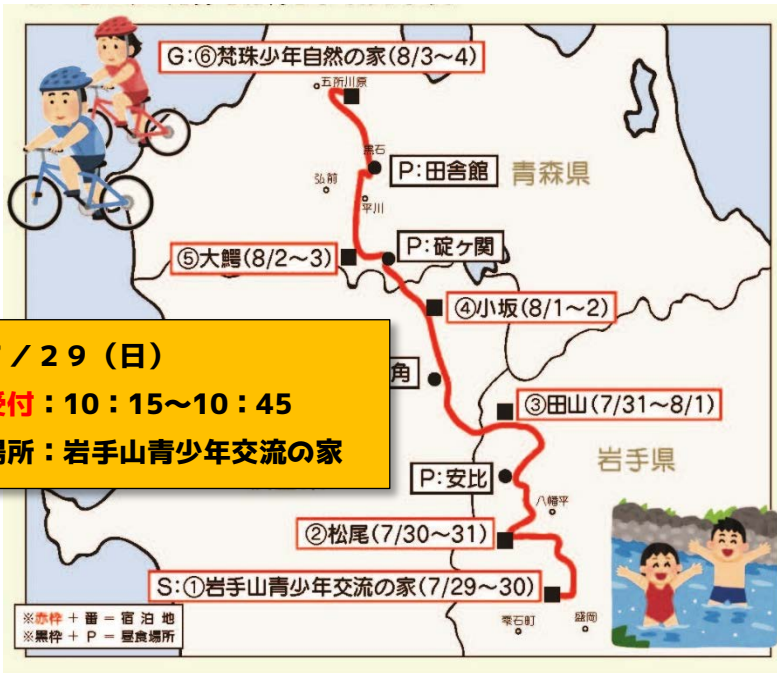 G:⑥梵珠少年自然の家(8/3～4)
五所川原
黒石
P:田舎館
青森県
弘前
平川
⑤大鰐(8/2～3)
P:碇ヶ関
④小坂(8/1～2)
／２９（日）
受付：10：15～10：45
場所：岩手山青少年交流の家
角
③田山(7/31～8/1)
岩手県
P:安比
八幡平
②松尾(7/30～31)
S:①岩手山青少年交流の家(7/29～30)
※赤枠＋番＝宿泊地
※黒枠＋P＝昼食場所
雫石町
盛岡